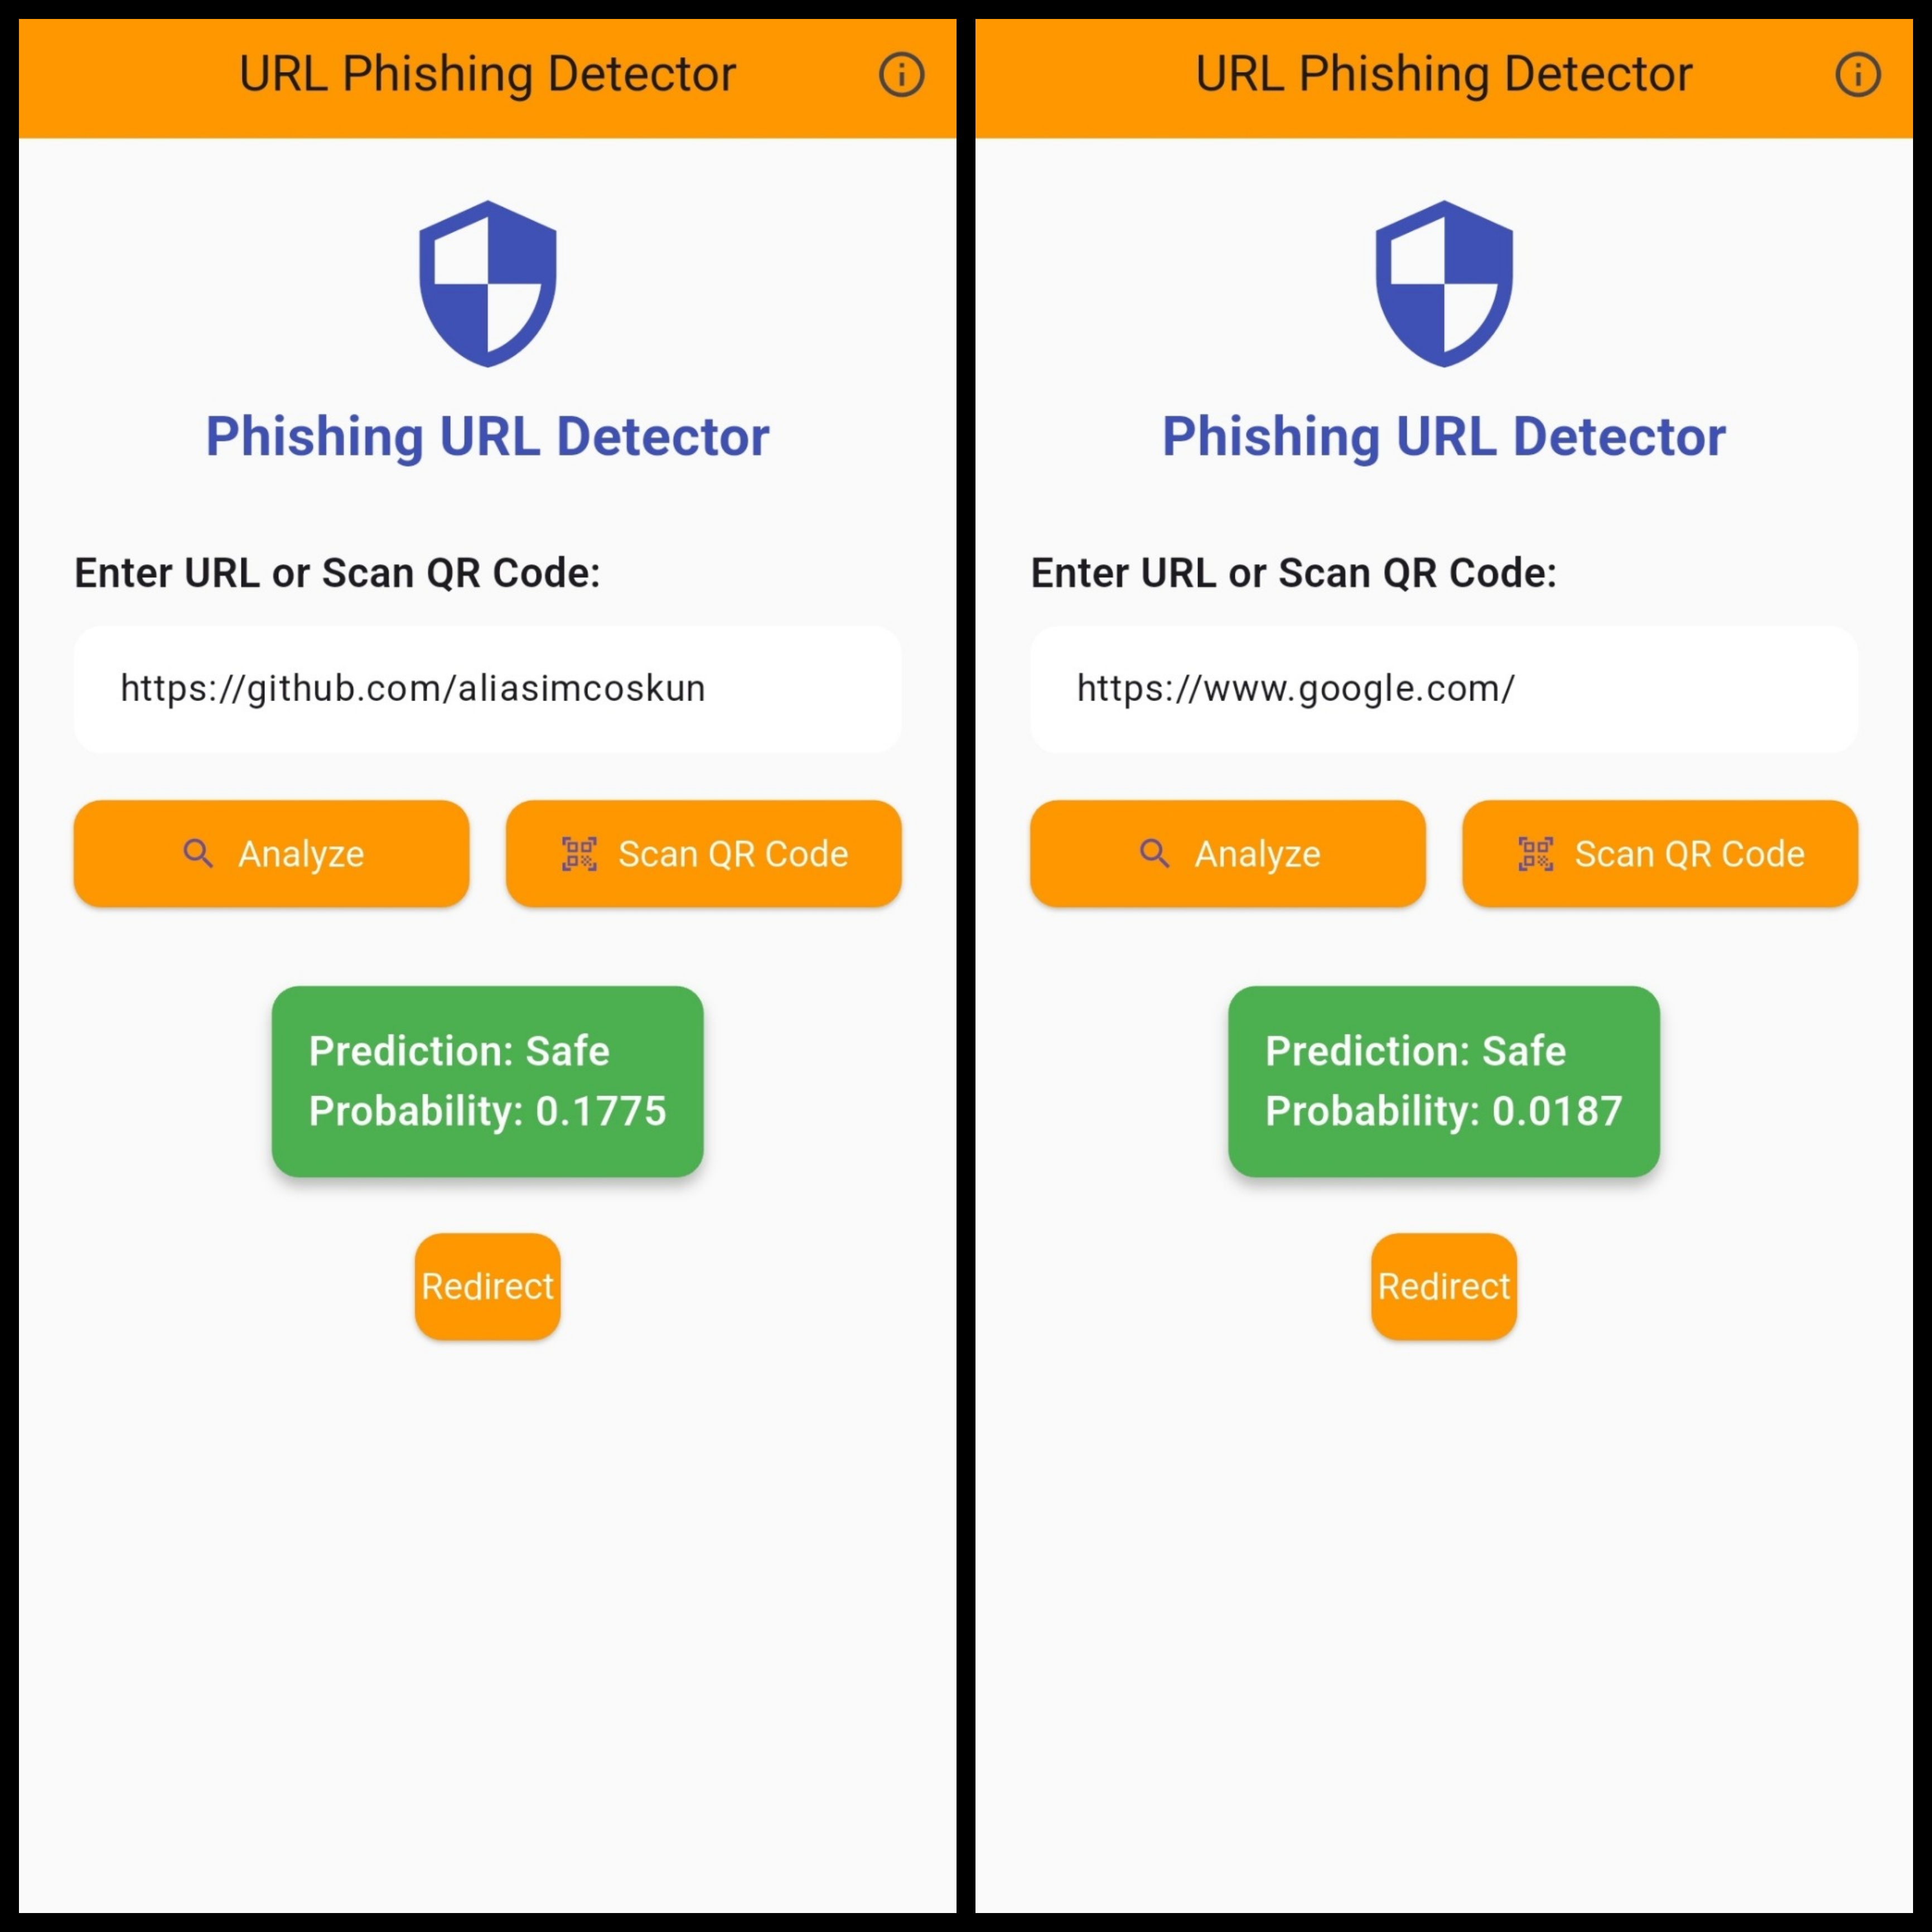 URL Phishing Detector
Phishing URL Detector
Enter URL or Scan QR Code:
https://github.com/aliasimcoskun
Analyze
Scan QR Code
Prediction: Safe
Probability: 0.1775
Redirect
URL Phishing Detector
Phishing URL Detector
Enter URL or Scan QR Code:
https://www.google.com/
Analyze
Scan QR Code
Prediction: Safe
Probability: 0.0187
Redirect